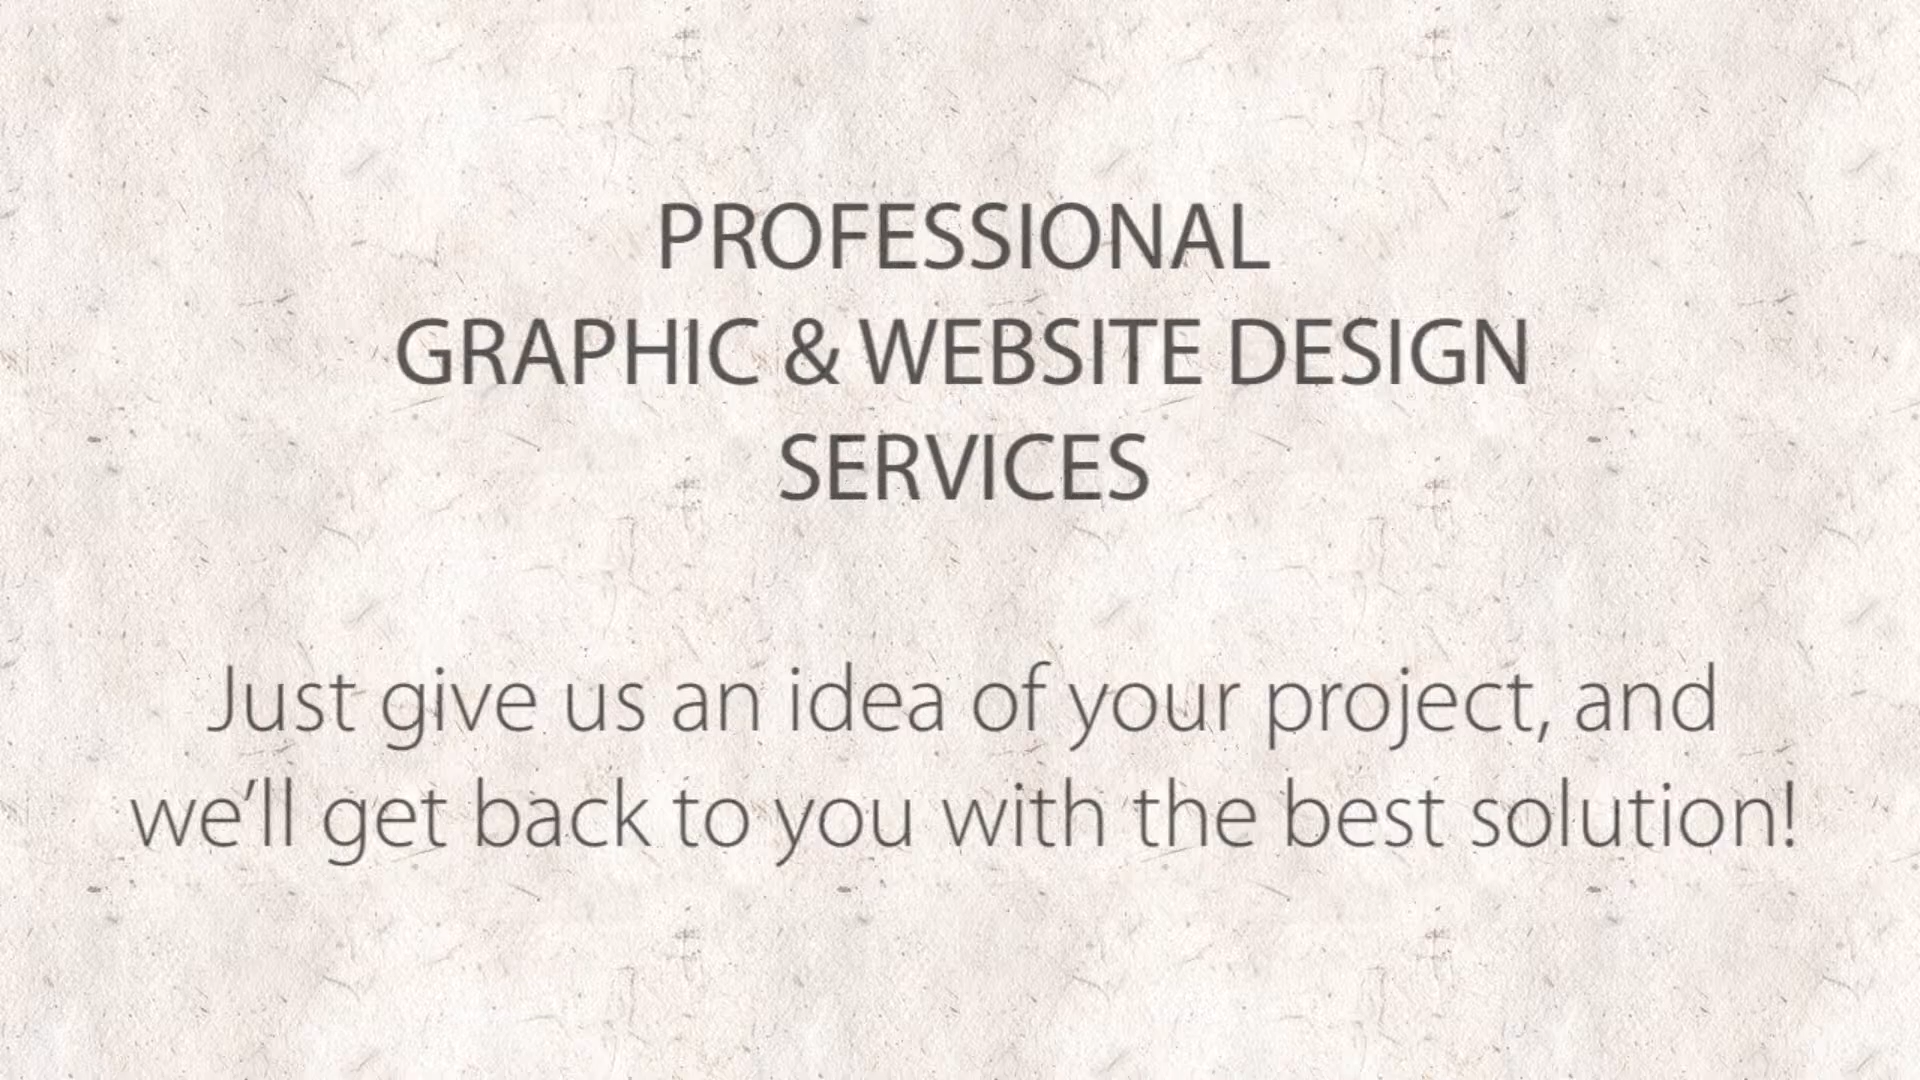 PROFESSIONAL
GRAPHIC & WEBSITE DESIGN
SERVICES
Just give us an idea of your project, and
we’ll get back to you with the best solution!